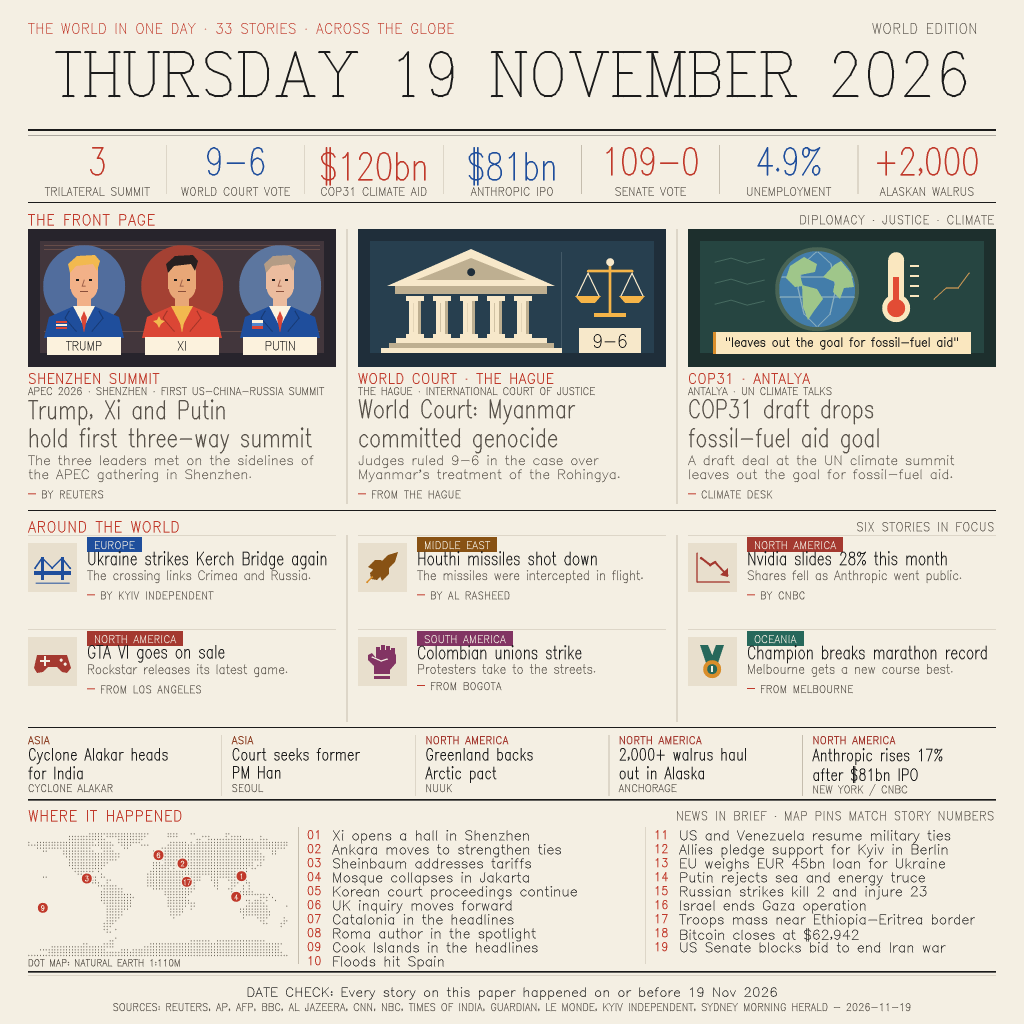 THE WORLD IN ONE DAY · 33 STORIES · ACROSS THE GLOBE
WORLD EDITION
THURSDAY 19 NOVEMBER 2026
3
TRILATERAL SUMMIT
9–6
WORLD COURT VOTE
$120bn
COP31 CLIMATE AID
$81bn
ANTHROPIC IPO
109–0
SENATE VOTE
4.9%
UNEMPLOYMENT
+2,000
ALASKAN WALRUS
THE FRONT PAGE
DIPLOMACY · JUSTICE · CLIMATE
TRUMP
XI
PUTIN
SHENZHEN SUMMIT
APEC 2026 · SHENZHEN · FIRST US–CHINA–RUSSIA SUMMIT
Trump, Xi and Putin
hold first three–way summit
The three leaders met on the sidelines of
the APEC gathering in Shenzhen.
— BY REUTERS
9–6
WORLD COURT · THE HAGUE
THE HAGUE · INTERNATIONAL COURT OF JUSTICE
World Court: Myanmar
committed genocide
Judges ruled 9–6 in the case over
Myanmar's treatment of the Rohingya.
— FROM THE HAGUE
"leaves out the goal for fossil–fuel aid"
COP31 · ANTALYA
ANTALYA · UN CLIMATE TALKS
COP31 draft drops
fossil–fuel aid goal
A draft deal at the UN climate summit
leaves out the goal for fossil–fuel aid.
— CLIMATE DESK
AROUND THE WORLD
SIX STORIES IN FOCUS
EUROPE
Ukraine strikes Kerch Bridge again
The crossing links Crimea and Russia.
— BY KYIV INDEPENDENT
MIDDLE EAST
Houthi missiles shot down
The missiles were intercepted in flight.
— BY AL RASHEED
NORTH AMERICA
Nvidia slides 28% this month
Shares fell as Anthropic went public.
— BY CNBC
NORTH AMERICA
GTA VI goes on sale
Rockstar releases its latest game.
— FROM LOS ANGELES
SOUTH AMERICA
Colombian unions strike
Protesters take to the streets.
— FROM BOGOTA
OCEANIA
Champion breaks marathon record
Melbourne gets a new course best.
— FROM MELBOURNE
ASIA
Cyclone Alakar heads
for India
CYCLONE ALAKAR
ASIA
Court seeks former
PM Han
SEOUL
NORTH AMERICA
Greenland backs
Arctic pact
NUUK
NORTH AMERICA
2,000+ walrus haul
out in Alaska
ANCHORAGE
NORTH AMERICA
Anthropic rises 17%
after $81bn IPO
NEW YORK / CNBC
WHERE IT HAPPENED
NEWS IN BRIEF · MAP PINS MATCH STORY NUMBERS
6
2
3
17
1
4
9
DOT MAP: NATURAL EARTH 1:110M
01 Xi opens a hall in Shenzhen
02 Ankara moves to strengthen ties
03 Sheinbaum addresses tariffs
04 Mosque collapses in Jakarta
05 Korean court proceedings continue
06 UK inquiry moves forward
07 Catalonia in the headlines
08 Roma author in the spotlight
09 Cook Islands in the headlines
10 Floods hit Spain
11 US and Venezuela resume military ties
12 Allies pledge support for Kyiv in Berlin
13 EU weighs EUR 45bn loan for Ukraine
14 Putin rejects sea and energy truce
15 Russian strikes kill 2 and injure 23
16 Israel ends Gaza operation
17 Troops mass near Ethiopia–Eritrea border
18 Bitcoin closes at $62,942
19 US Senate blocks bid to end Iran war
DATE CHECK: Every story on this paper happened on or before 19 Nov 2026
SOURCES: REUTERS, AP, AFP, BBC, AL JAZEERA, CNN, NBC, TIMES OF INDIA, GUARDIAN, LE MONDE, KYIV INDEPENDENT, SYDNEY MORNING HERALD — 2026–11–19